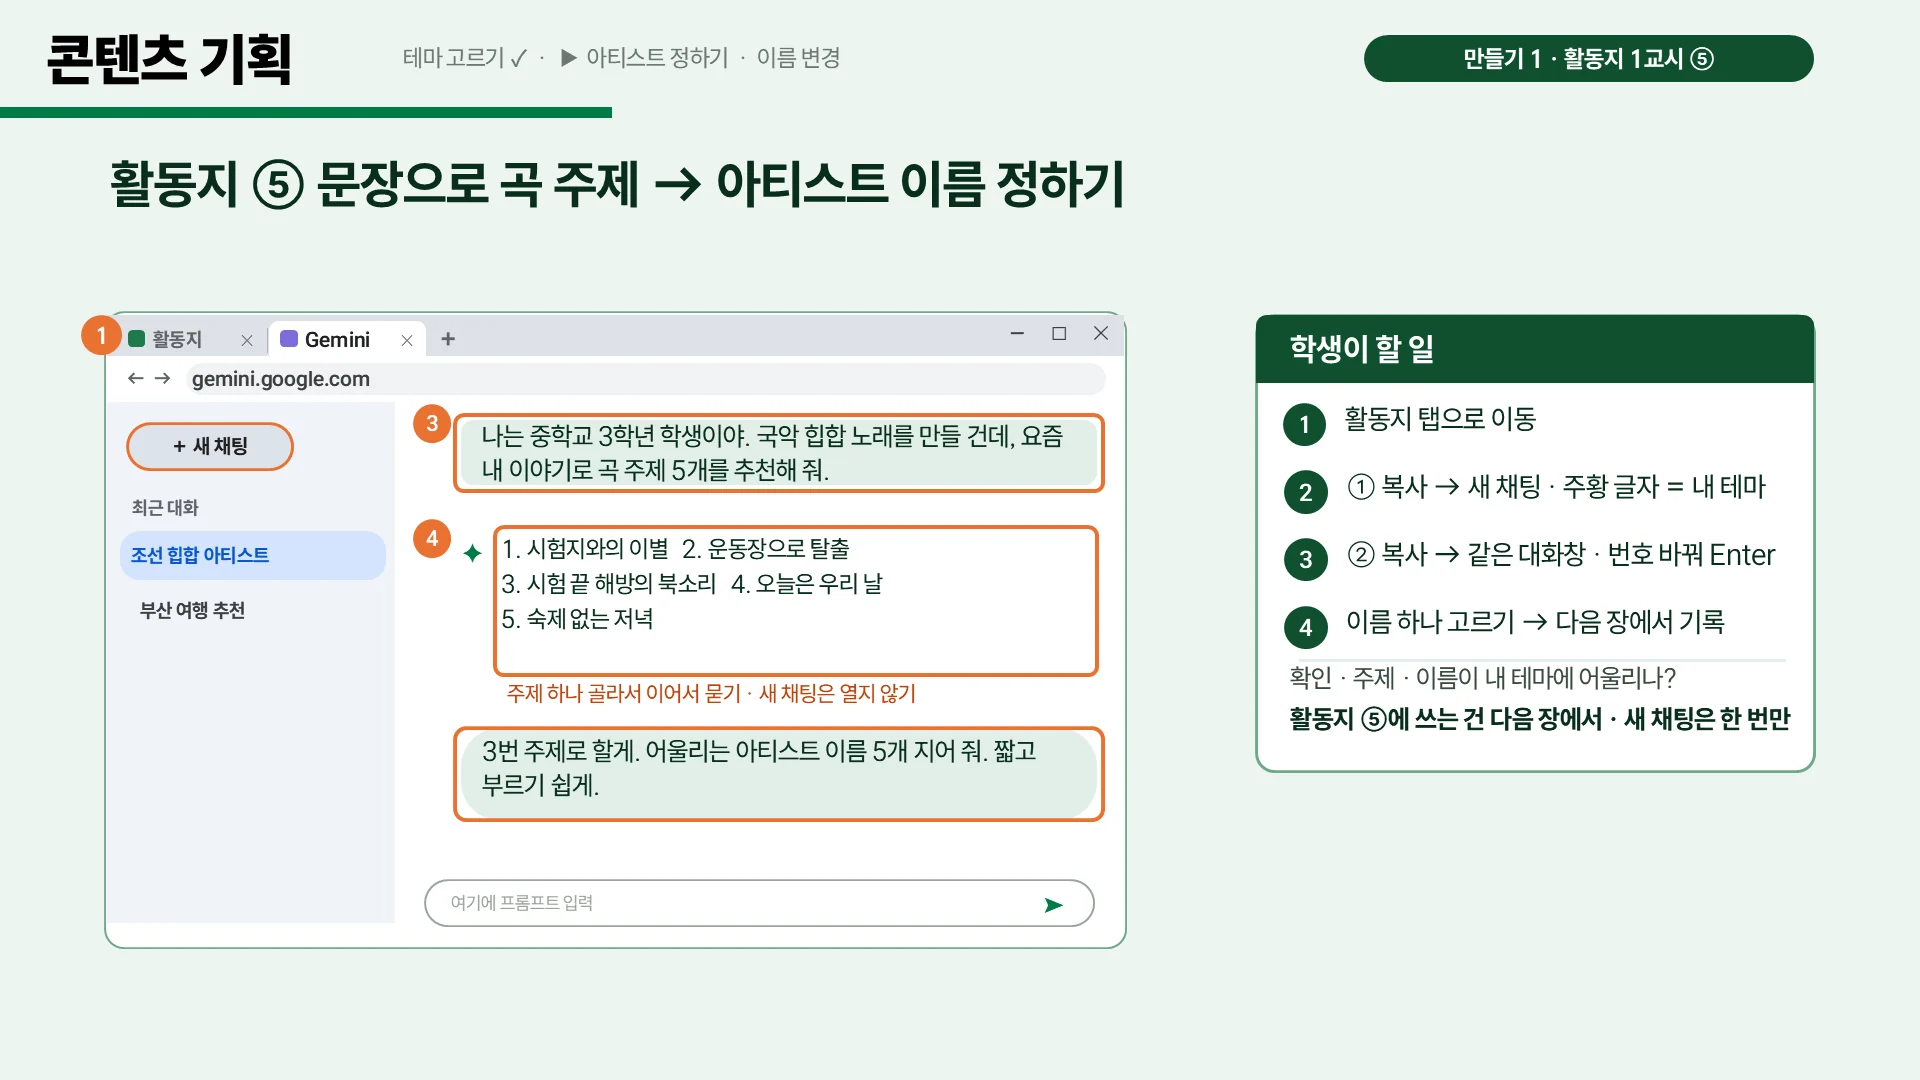 콘텐츠 기획
테마 고르기 ✓ · ▶ 아티스트 정하기 · 이름 변경
만들기 1 · 활동지 1교시 ⑤
활동지 ⑤ 문장으로 곡 주제 → 아티스트 이름 정하기
1
활동지
Gemini
gemini.google.com
+ 새 채팅
최근 대화
조선 힙합 아티스트
부산 여행 추천
3
나는 중학교 3학년 학생이야. 국악 힙합 노래를 만들 건데, 요즘
내 이야기로 곡 주제 5개를 추천해 줘.
4
1. 시험지와의 이별 2. 운동장으로 탈출
3. 시험 끝 해방의 북소리 4. 오늘은 우리 날
5. 숙제 없는 저녁
주제 하나 골라서 이어서 묻기 · 새 채팅은 열지 않기
3번 주제로 할게. 어울리는 아티스트 이름 5개 지어 줘. 짧고
부르기 쉽게.
여기에 프롬프트 입력
학생이 할 일
1 활동지 탭으로 이동
2 ① 복사 → 새 채팅 · 주황 글자 = 내 테마
3 ② 복사 → 같은 대화창 · 번호 바꿔 Enter
4 이름 하나 고르기 → 다음 장에서 기록
확인 · 주제 · 이름이 내 테마에 어울리나?
활동지 ⑤에 쓰는 건 다음 장에서 · 새 채팅은 한 번만